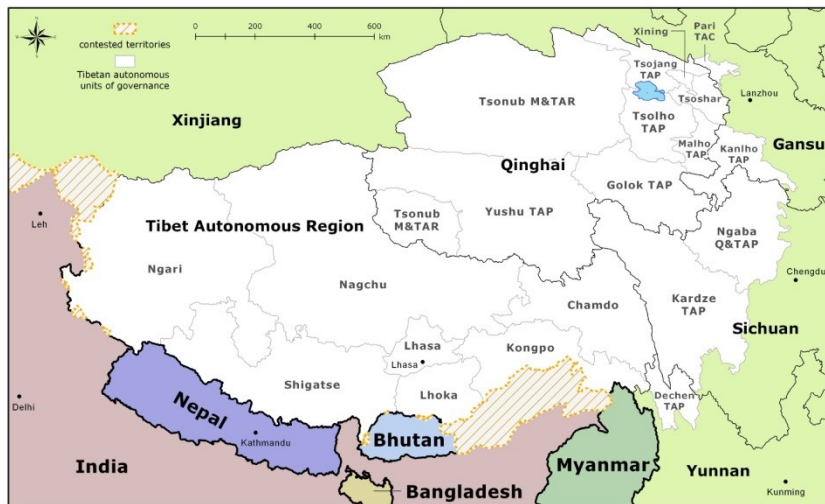 0 200 400 600
km
contested territories
Tibetan autonomous
units of governance
Xining
Pari
TAC
Tsojang
TAP
Tsonub M&TAR
Tsoshar
Lanzhou
Xinjiang
Tsolho
TAP
Malho
TAP
Kanlho
TAP
Gansu
Qinghai
Golok TAP
Leh
Tibet Autonomous Region
Tsonub
M&TAR
Yushu TAP
Ngaba
Q&TAP
Ngari
Nagchu
Chamdo
Kardze
TAP
Chengdu
Sichuan
Lhasa
Lhasa
Kongpo
Shigatse
Lhoka
Dechen
TAP
Delhi
Nepal
Kathmandu
Bhutan
India
Bangladesh
Myanmar
Yunnan
Kunming